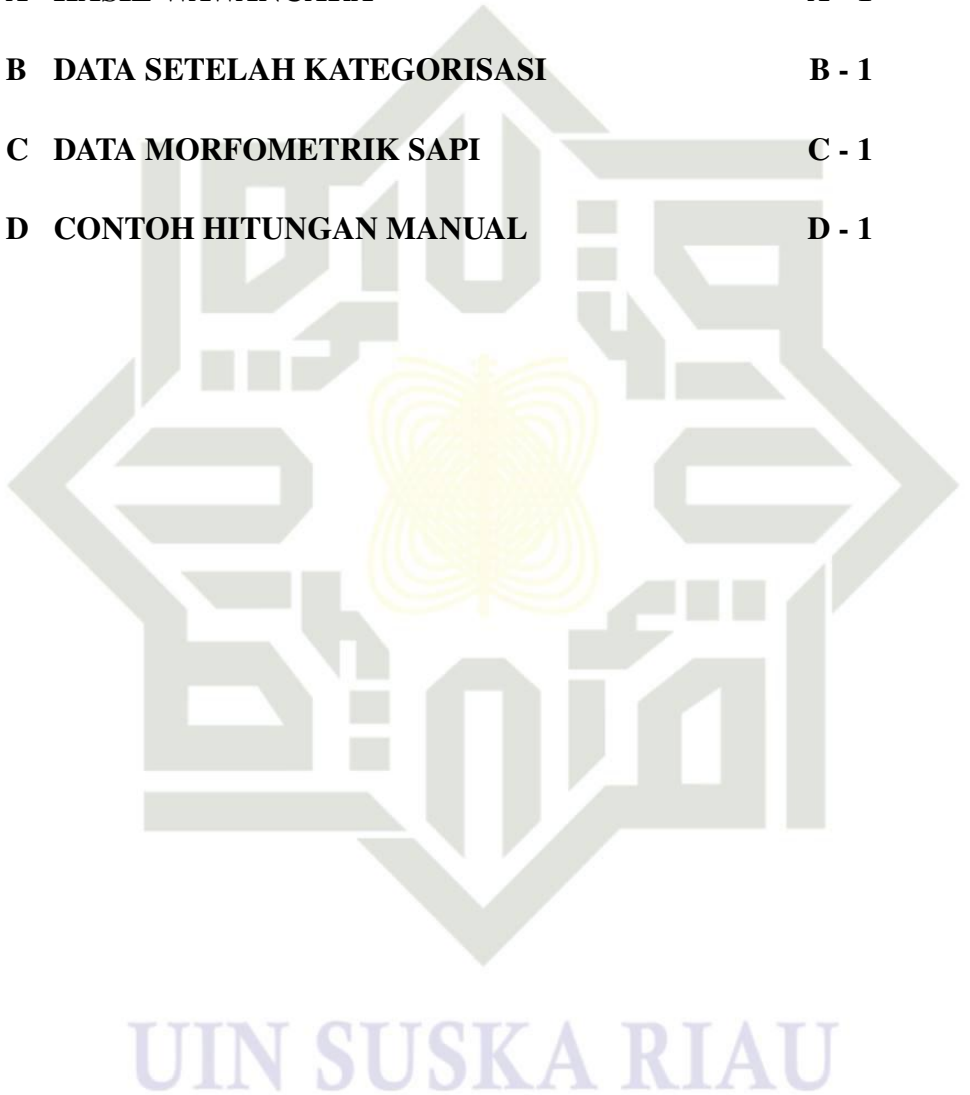 B DATA SETELAH KATEGORISASI B - 1
C DATA MORFOMETRIK SAPI C - 1
D CONTOH HITUNGAN MANUAL D - 1
UIN SUSKA RIAU